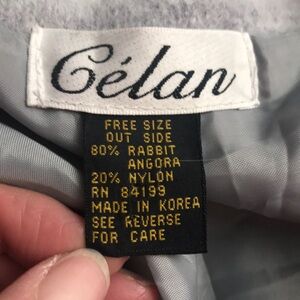 Célan
FREE SIZE
OUT SIDE
80% RABBIT
ANGORA
20% NYLON
RN 84199
MADE IN KOREA
SEE REVERSE
FOR CARE